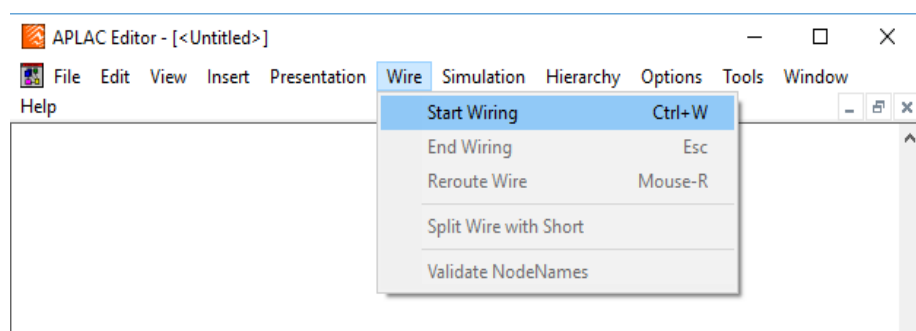 APLAC Editor - [<Untitled>]
File Edit View Insert Presentation Wire Simulation Hierarchy Options Tools Window
Help
Start Wiring Ctrl+W
End Wiring Esc
Reroute Wire Mouse-R
Split Wire with Short
Validate NodeNames